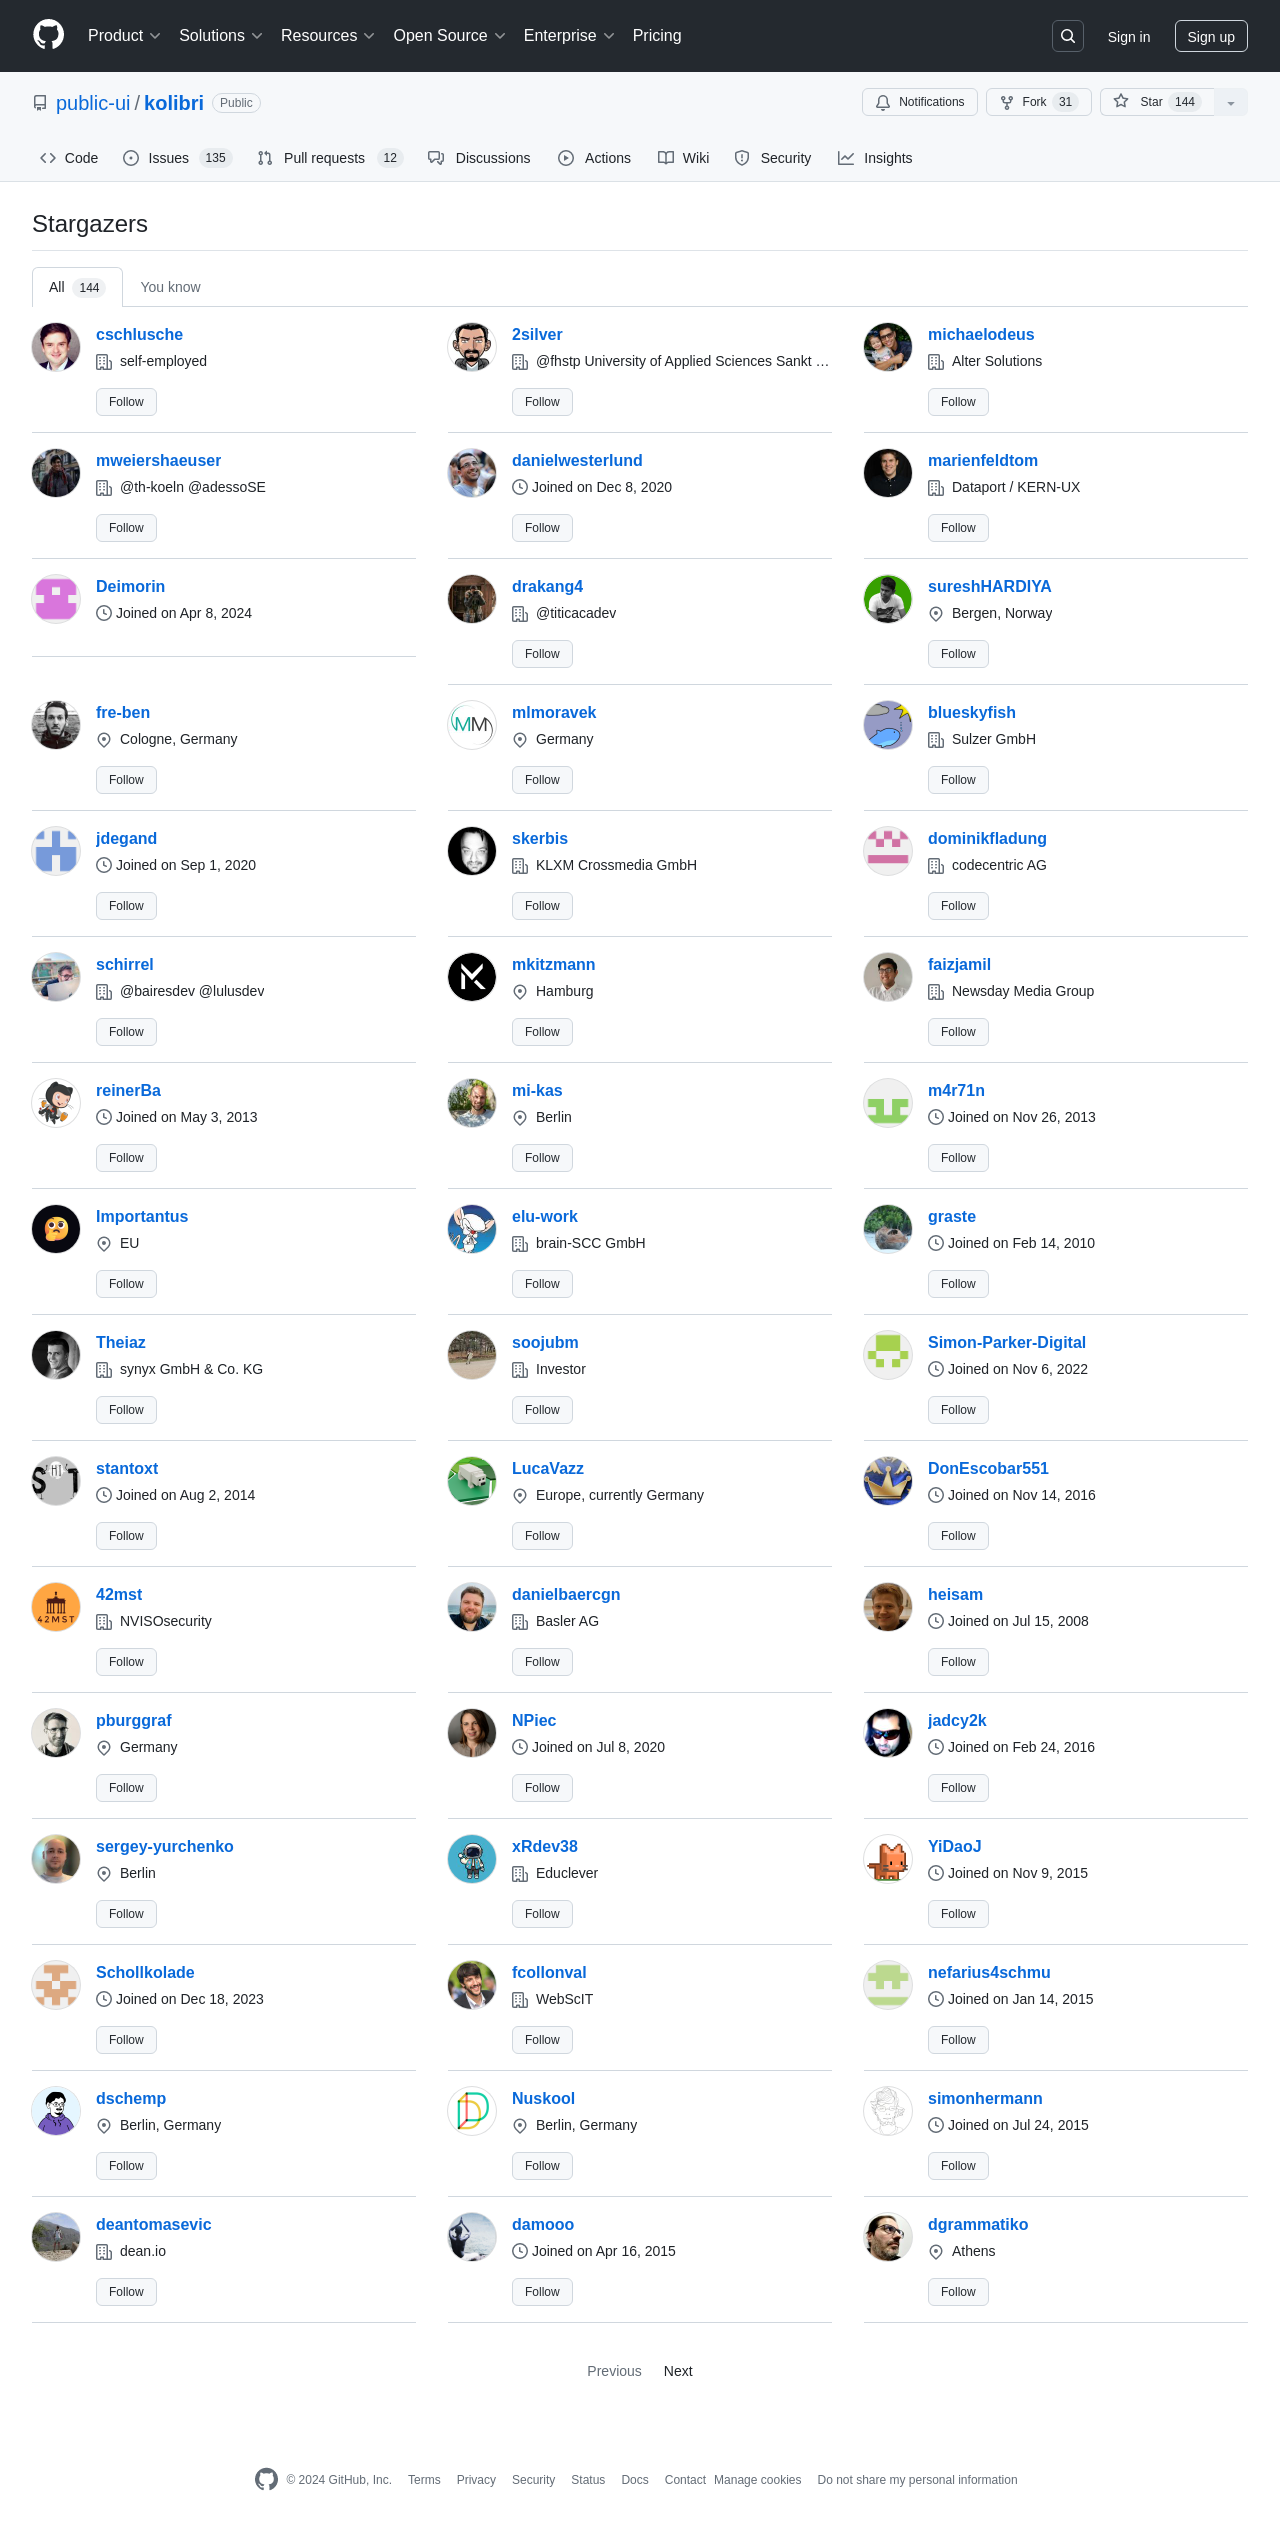 Product Solutions Resources Open Source Enterprise Pricing Sign in Sign up
public-ui / kolibri Public Notifications Fork 31 Star 144
Code Issues 135 Pull requests 12 Discussions Actions Wiki Security Insights
Stargazers
All 144 You know
cschlusche 2silver michaelodeus
self-employed @fhstp University of Applied Sciences Sankt … Alter Solutions
Follow Follow Follow
mweiershaeuser danielwesterlund marienfeldtom
@th-koeln @adessoSE Joined on Dec 8, 2020 Dataport / KERN-UX
Follow Follow Follow
Deimorin drakang4 sureshHARDIYA
Joined on Apr 8, 2024 @titicacadev Bergen, Norway
Follow Follow
fre-ben mlmoravek blueskyfish
Cologne, Germany Germany Sulzer GmbH
Follow Follow Follow
jdegand skerbis dominikfladung
Joined on Sep 1, 2020 KLXM Crossmedia GmbH codecentric AG
Follow Follow Follow
schirrel mkitzmann faizjamil
@bairesdev @lulusdev Hamburg Newsday Media Group
Follow Follow Follow
reinerBa mi-kas m4r71n
Joined on May 3, 2013 Berlin Joined on Nov 26, 2013
Follow Follow Follow
Importantus elu-work graste
EU brain-SCC GmbH Joined on Feb 14, 2010
Follow Follow Follow
Theiaz soojubm Simon-Parker-Digital
synyx GmbH & Co. KG Investor Joined on Nov 6, 2022
Follow Follow Follow
stantoxt LucaVazz DonEscobar551
Joined on Aug 2, 2014 Europe, currently Germany Joined on Nov 14, 2016
Follow Follow Follow
42mst danielbaercgn heisam
42MST NVISOsecurity Basler AG Joined on Jul 15, 2008
Follow Follow Follow
pburggraf NPiec jadcy2k
Germany Joined on Jul 8, 2020 Joined on Feb 24, 2016
Follow Follow Follow
sergey-yurchenko xRdev38 YiDaoJ
Berlin Educlever Joined on Nov 9, 2015
Follow Follow Follow
Schollkolade fcollonval nefarius4schmu
Joined on Dec 18, 2023 WebScIT Joined on Jan 14, 2015
Follow Follow Follow
dschemp Nuskool simonhermann
Berlin, Germany Berlin, Germany Joined on Jul 24, 2015
Follow Follow Follow
deantomasevic damooo dgrammatiko
dean.io Joined on Apr 16, 2015 Athens
Follow Follow Follow
Previous Next
© 2024 GitHub, Inc. Terms Privacy Security Status Docs Contact Manage cookies Do not share my personal information